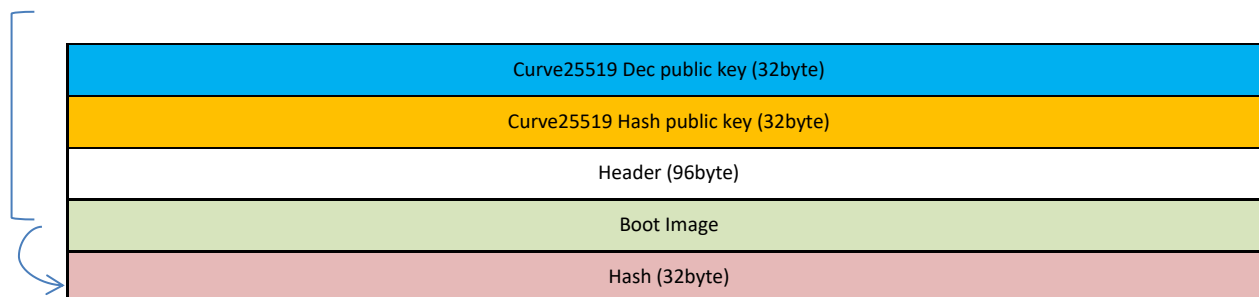 Curve25519 Dec public key (32byte)
Curve25519 Hash public key (32byte)
Header (96byte)
Boot Image
Hash (32byte)